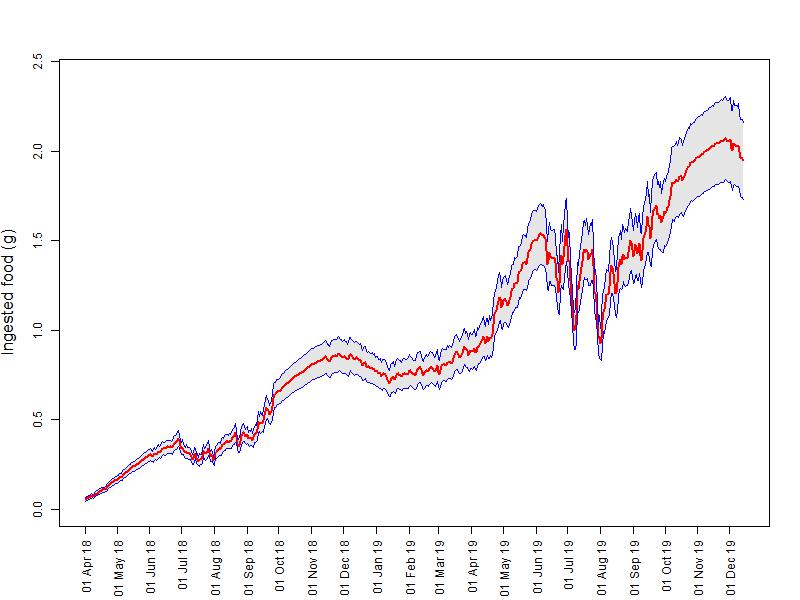 Ingested food (g)
2.5
2.0
1.5
1.0
0.5
0.0
01 Apr 18
01 May 18
01 Jun 18
01 Jul 18
01 Aug 18
01 Sep 18
01 Oct 18
01 Nov 18
01 Dec 18
01 Jan 19
01 Feb 19
01 Mar 19
01 Apr 19
01 May 19
01 Jun 19
01 Jul 19
01 Aug 19
01 Sep 19
01 Oct 19
01 Nov 19
01 Dec 19